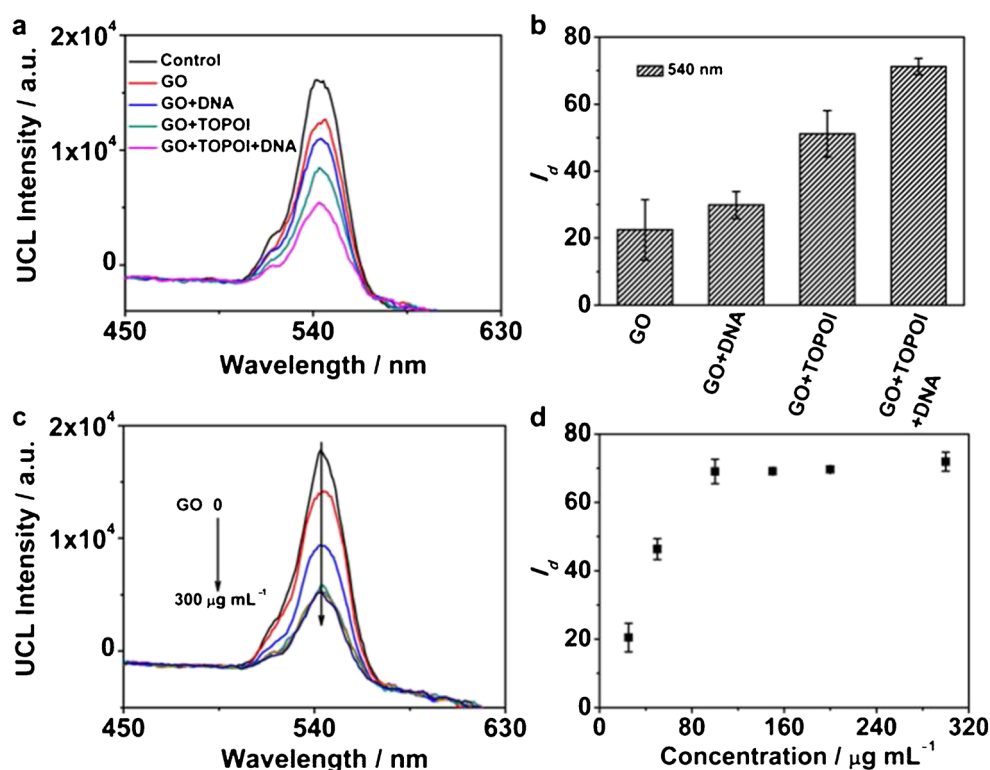 a
2x10⁴
1x10⁴
0
UCL Intensity / a.u.
Control
GO
GO+DNA
GO+TOPOI
GO+TOPOI+DNA
450
540
630
Wavelength / nm
b
80
60
40
20
0
I_d
540 nm
GO
GO+DNA
GO+TOPOI
GO+TOPOI
+DNA
c
2x10⁴
1x10⁴
0
UCL Intensity / a.u.
GO 0
300 µg mL⁻¹
450
540
630
Wavelength / nm
d
80
60
40
20
0
I_d
0
80
160
240
320
Concentration / µg mL⁻¹